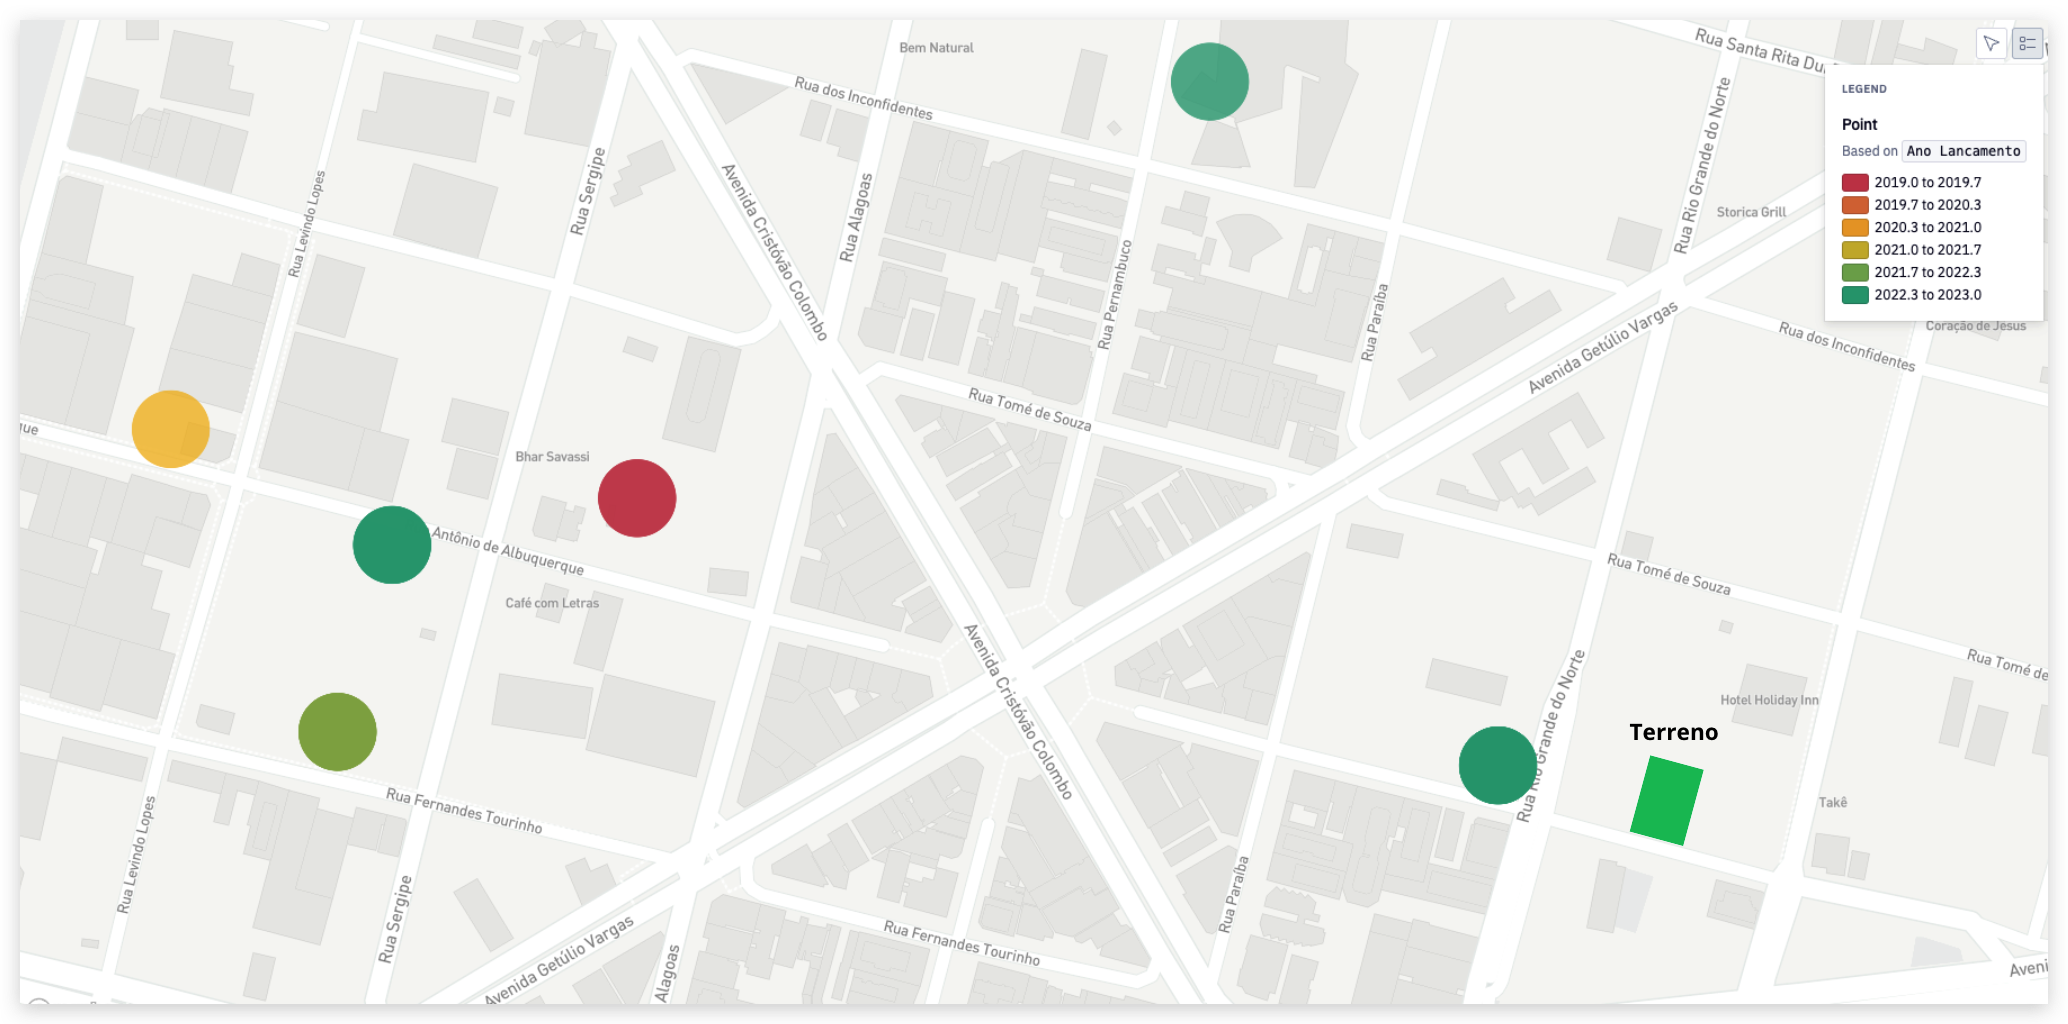 Bem Natural
Rua Santa Rita Du
Rua dos Inconfidentes
Rua Rio Grande do Norte
Rua Sergipe
Avenida Cristóvão Colombo
Rua Alagoas
Rua Levindo Lopes
Storica Grill
LEGEND
Point
Based on Ano Lancamento
2019.0 to 2019.7
2019.7 to 2020.3
2020.3 to 2021.0
2021.0 to 2021.7
2021.7 to 2022.3
2022.3 to 2023.0
Rua Pernambuco
Rua Paraíba
Avenida Getúlio Vargas
Coração de Jesus
Rua dos Inconfidentes
Rua Tomé de Souza
que
Bhar Savassi
Antônio de Albuquerque
Café com Letras
Rua Tomé de Souza
Rua Tomé de
Avenida Cristóvão Colombo
Rua Rio Grande do Norte
Hotel Holiday Inn
Terreno
Takê
Rua Fernandes Tourinho
Rua Levindo Lopes
Rua Sergipe
Avenida Getúlio Vargas
Alagoas
Rua Fernandes Tourinho
Rua Paraíba
Aveni